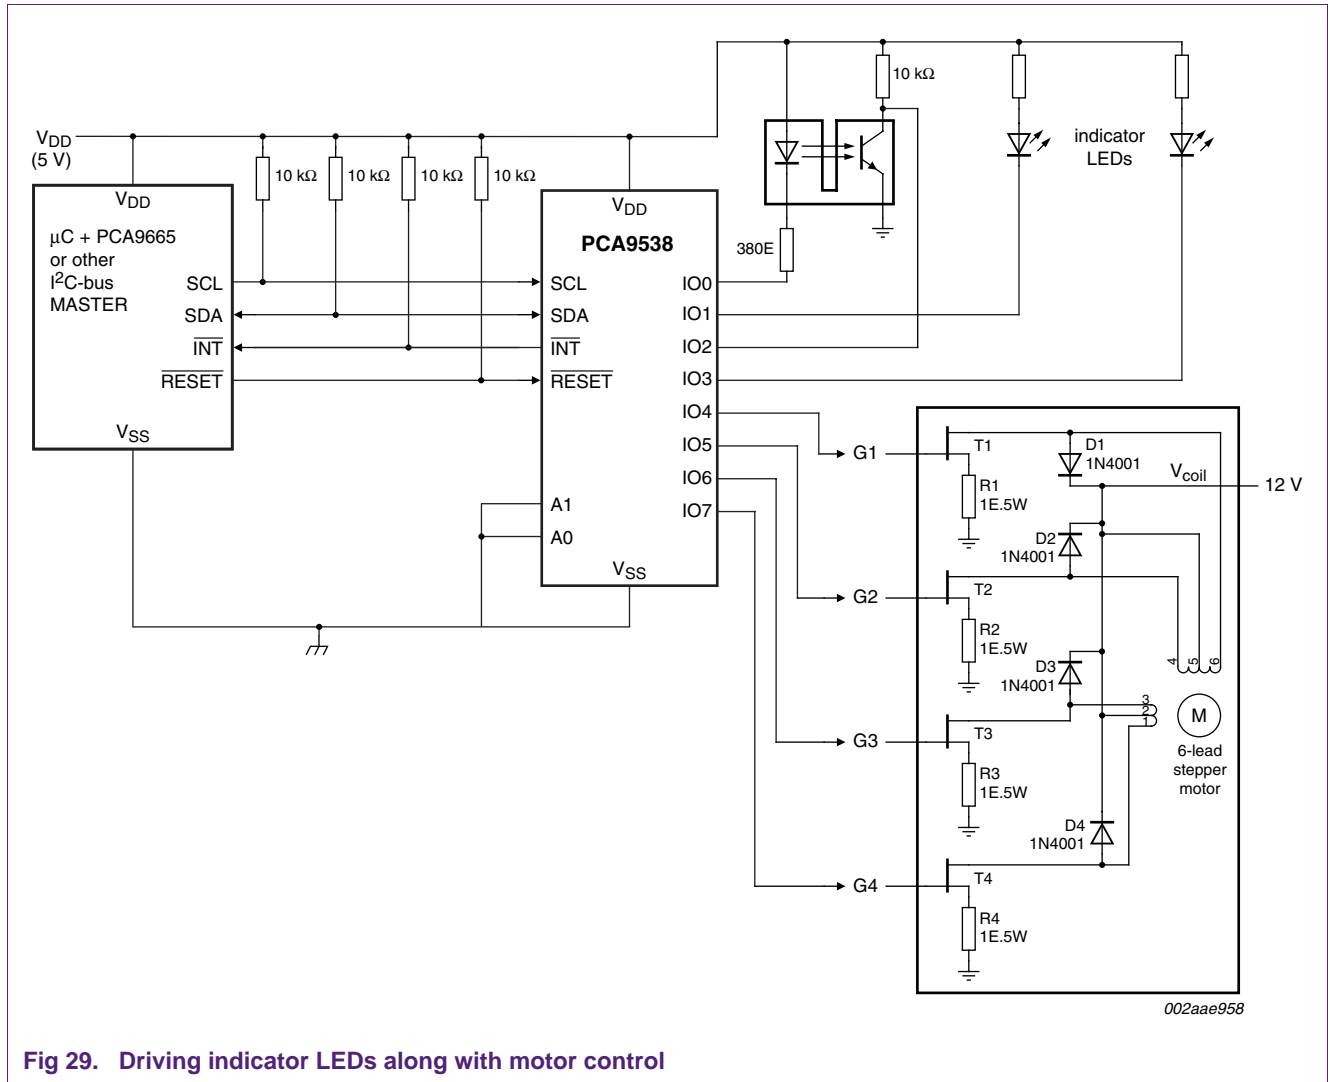 VDD
(5 V)
10 kΩ
10 kΩ
10 kΩ
10 kΩ
10 kΩ
indicator
LEDs
380E
VDD
µC + PCA9665
or other
I2C-bus
MASTER
SCL
SDA
INT
RESET
VSS
VDD
PCA9538
SCL
SDA
INT
RESET
A1
A0
VSS
IO0
IO1
IO2
IO3
IO4
IO5
IO6
IO7
G1
G2
G3
G4
T1
R1
1E.5W
D1
1N4001
Vcoil
12 V
D2
1N4001
T2
R2
1E.5W
D3
1N4001
4
5
6
3
2
1
M
6-lead
stepper
motor
T3
R3
1E.5W
D4
1N4001
T4
R4
1E.5W
002aae958
Fig 29. Driving indicator LEDs along with motor control